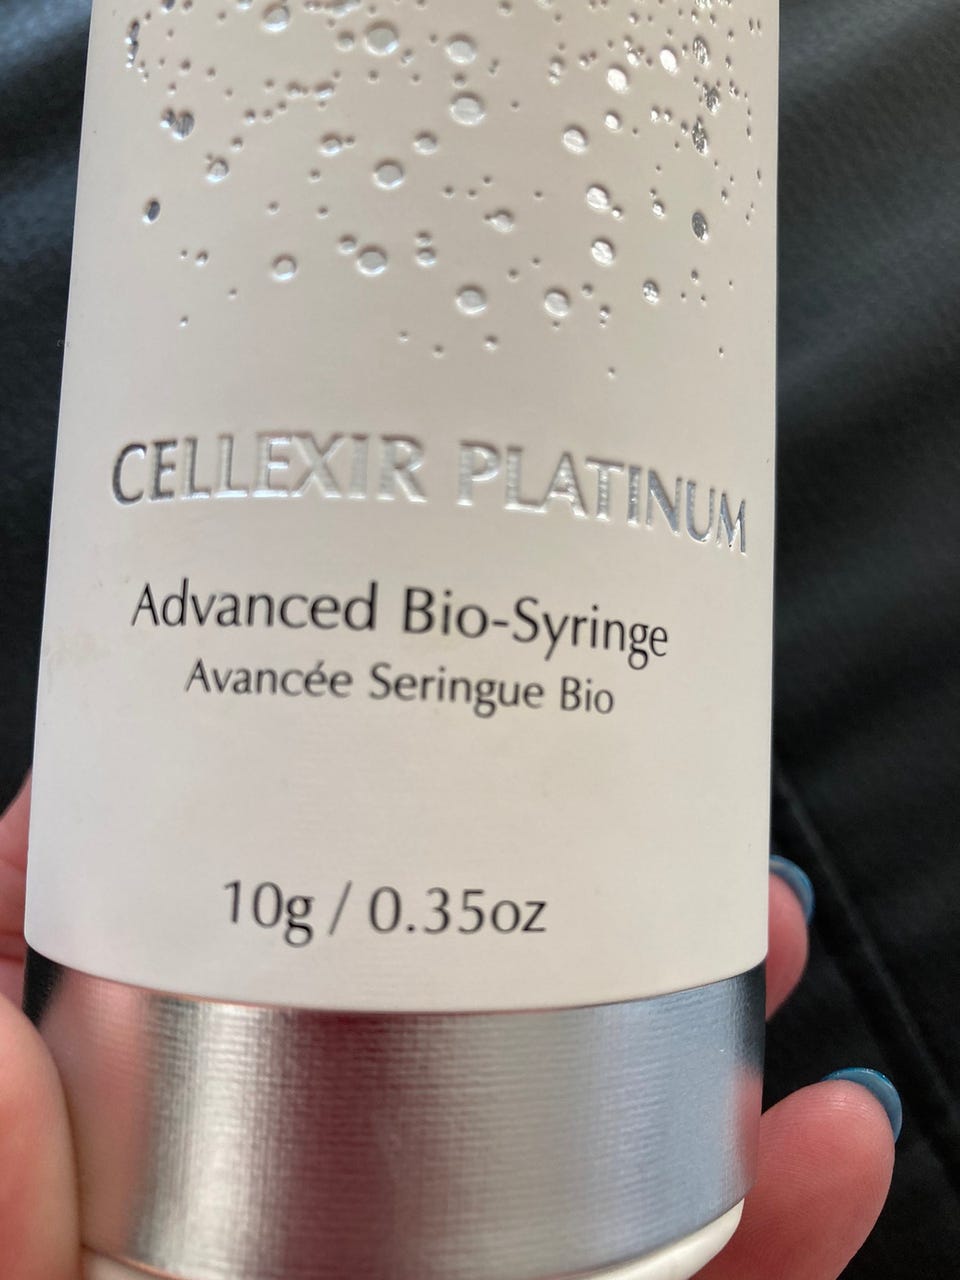 CELLEXIR PLATINUM
Advanced Bio-Syringe
Avancée Seringue Bio
10g / 0.35oz